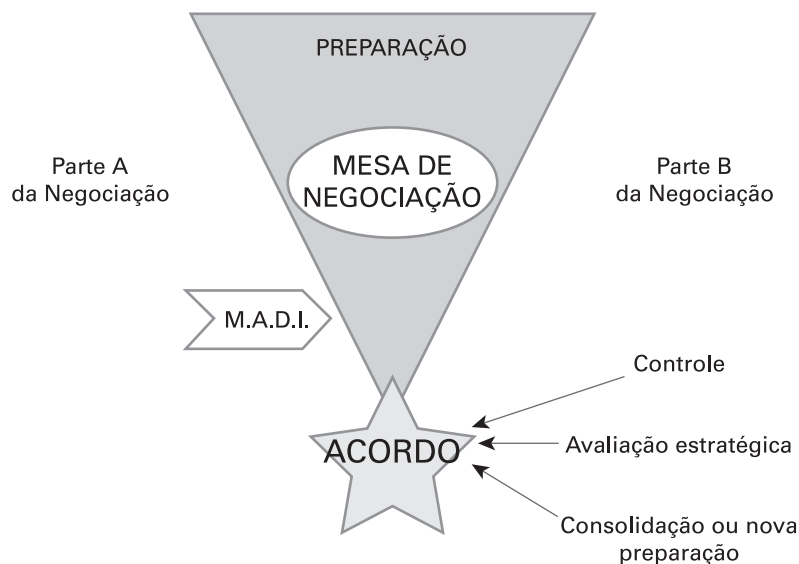 PREPARAÇÃO
MESA DE
NEGOCIAÇÃO
Parte A
da Negociação
Parte B
da Negociação
M.A.D.I.
ACORDO
Controle
Avaliação estratégica
Consolidação ou nova
preparação